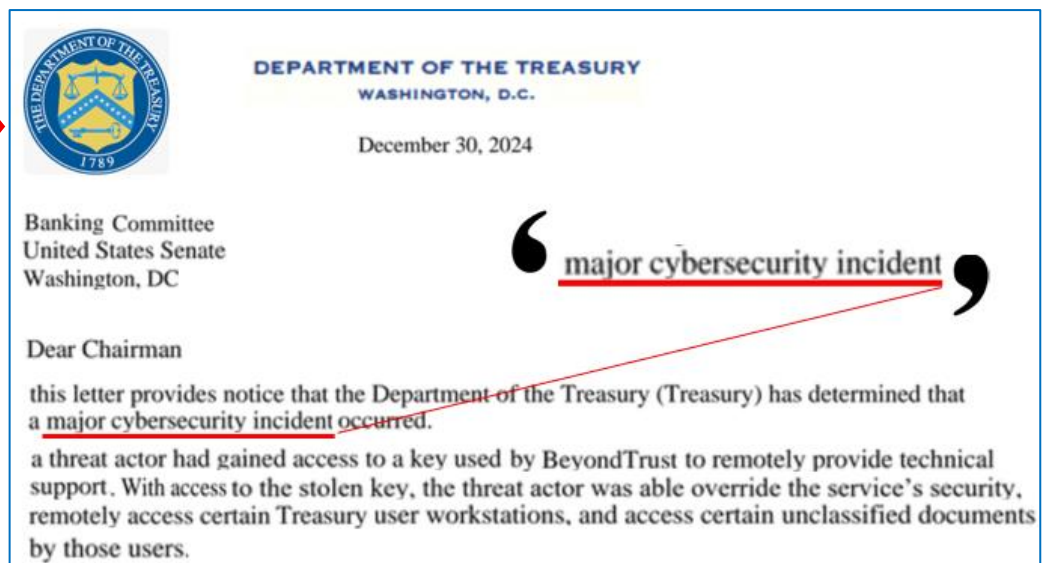 THE DEPARTMENT OF THE TREASURY
1789
DEPARTMENT OF THE TREASURY
WASHINGTON, D.C.
December 30, 2024
Banking Committee
United States Senate
Washington, DC
‘ major cybersecurity incident ’
Dear Chairman
this letter provides notice that the Department of the Treasury (Treasury) has determined that
a major cybersecurity incident occurred.
a threat actor had gained access to a key used by BeyondTrust to remotely provide technical
support. With access to the stolen key, the threat actor was able override the service’s security,
remotely access certain Treasury user workstations, and access certain unclassified documents
by those users.